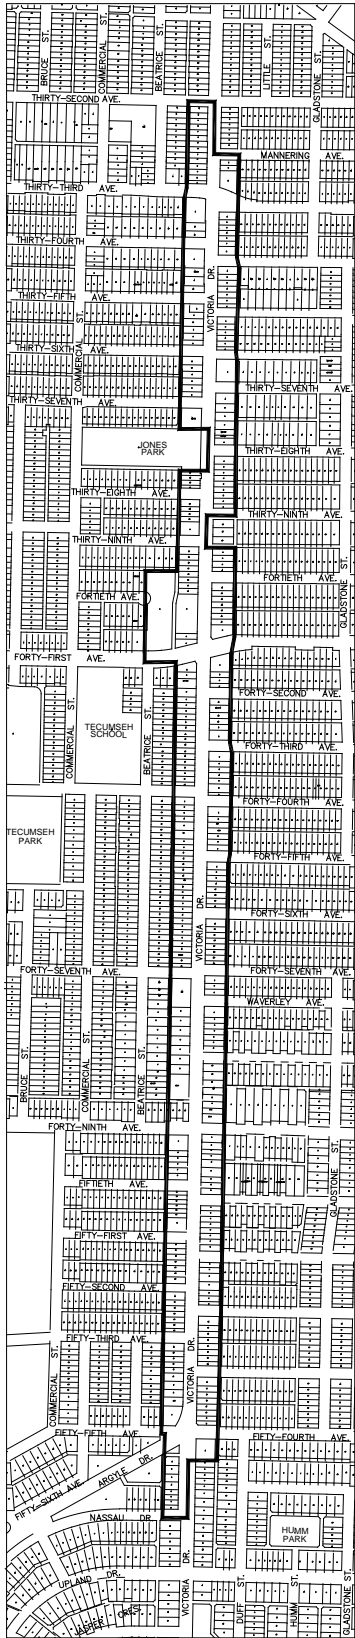 BRUCE ST.
COMMERCIAL ST.
BEATRICE ST.
LITTLE ST.
GLADSTONE ST.
THIRTY-SECOND AVE.
MANNERING AVE.
THIRTY-THIRD AVE.
THIRTY-FOURTH AVE.
VICTORIA DR.
THIRTY-FIFTH AVE.
COMMERCIAL ST.
THIRTY-SIXTH AVE.
THIRTY-SEVENTH AVE.
THIRTY-SEVENTH AVE.
JONES
PARK
THIRTY-EIGHTH AVE.
THIRTY-EIGHTH AVE.
THIRTY-NINTH AVE.
THIRTY-NINTH AVE.
FORTIETH AVE.
FORTIETH AVE.
GLADSTONE ST.
FORTY-FIRST AVE.
FORTY-SECOND AVE.
COMMERCIAL ST.
TECUMSEH
SCHOOL
BEATRICE ST.
FORTY-THIRD AVE.
FORTY-FOURTH AVE.
TECUMSEH
PARK
FORTY-FIFTH AVE.
VICTORIA DR.
FORTY-SIXTH AVE.
FORTY-SEVENTH AVE.
FORTY-SEVENTH AVE.
WAVERLEY AVE.
BRUCE ST.
COMMERCIAL ST.
BEATRICE ST.
FORTY-NINTH AVE.
GLADSTONE ST.
FIFTIETH AVE.
FIFTY-FIRST AVE.
FIFTY-SECOND AVE.
FIFTY-THIRD AVE.
COMMERCIAL ST.
VICTORIA DR.
FIFTY-FIFTH AVE.
FIFTY-FOURTH AVE.
FIFTY-SIXTH AVE.
ARGYLE DR.
NASSAU DR.
HUMM
PARK
UPLAND DR.
VICTORIA DR.
DUFF ST.
HUMM ST.
GLADSTONE ST.
JASPER CRES.